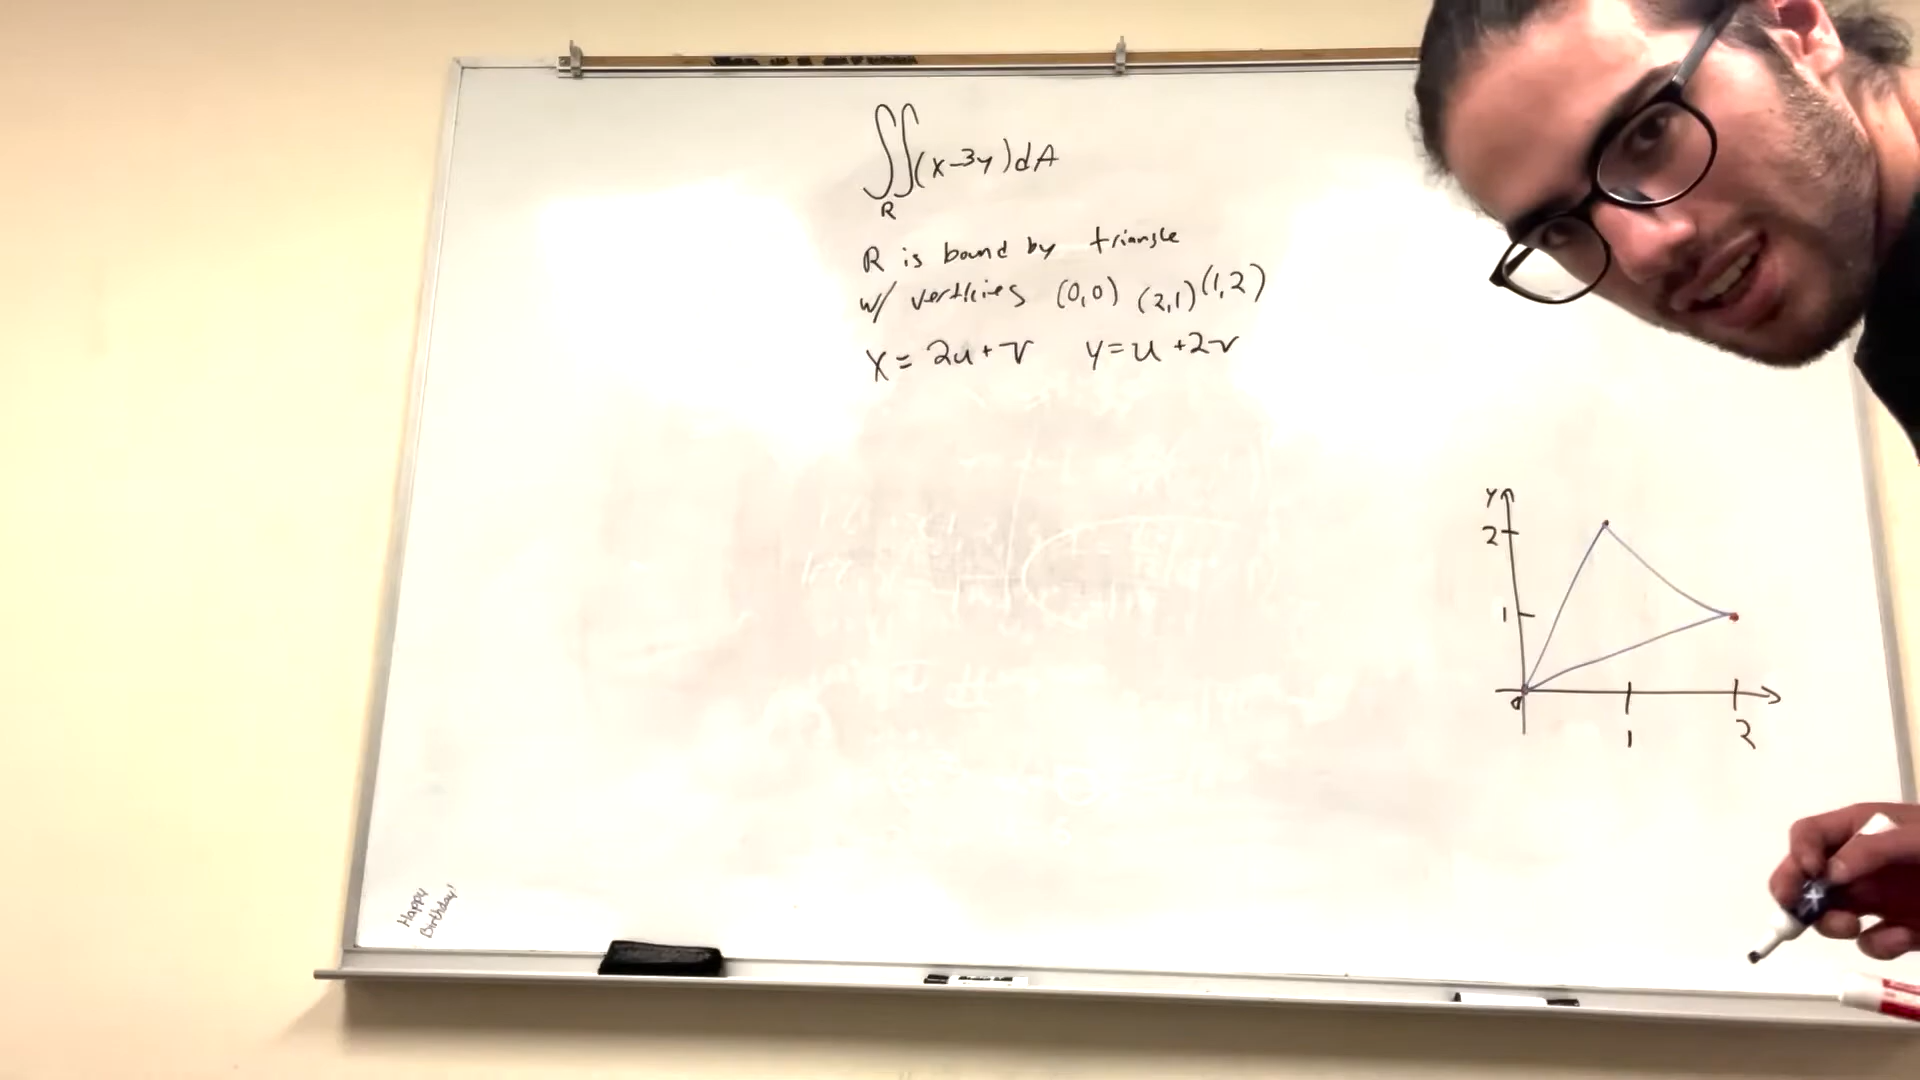 ∬(x-3y)dA
R
R is bound by triangle
w/ verticies (0,0) (2,1) (1,2)
x = 2u+v y=u+2v
y
2
1
0
1
2
Happy
Birthday!